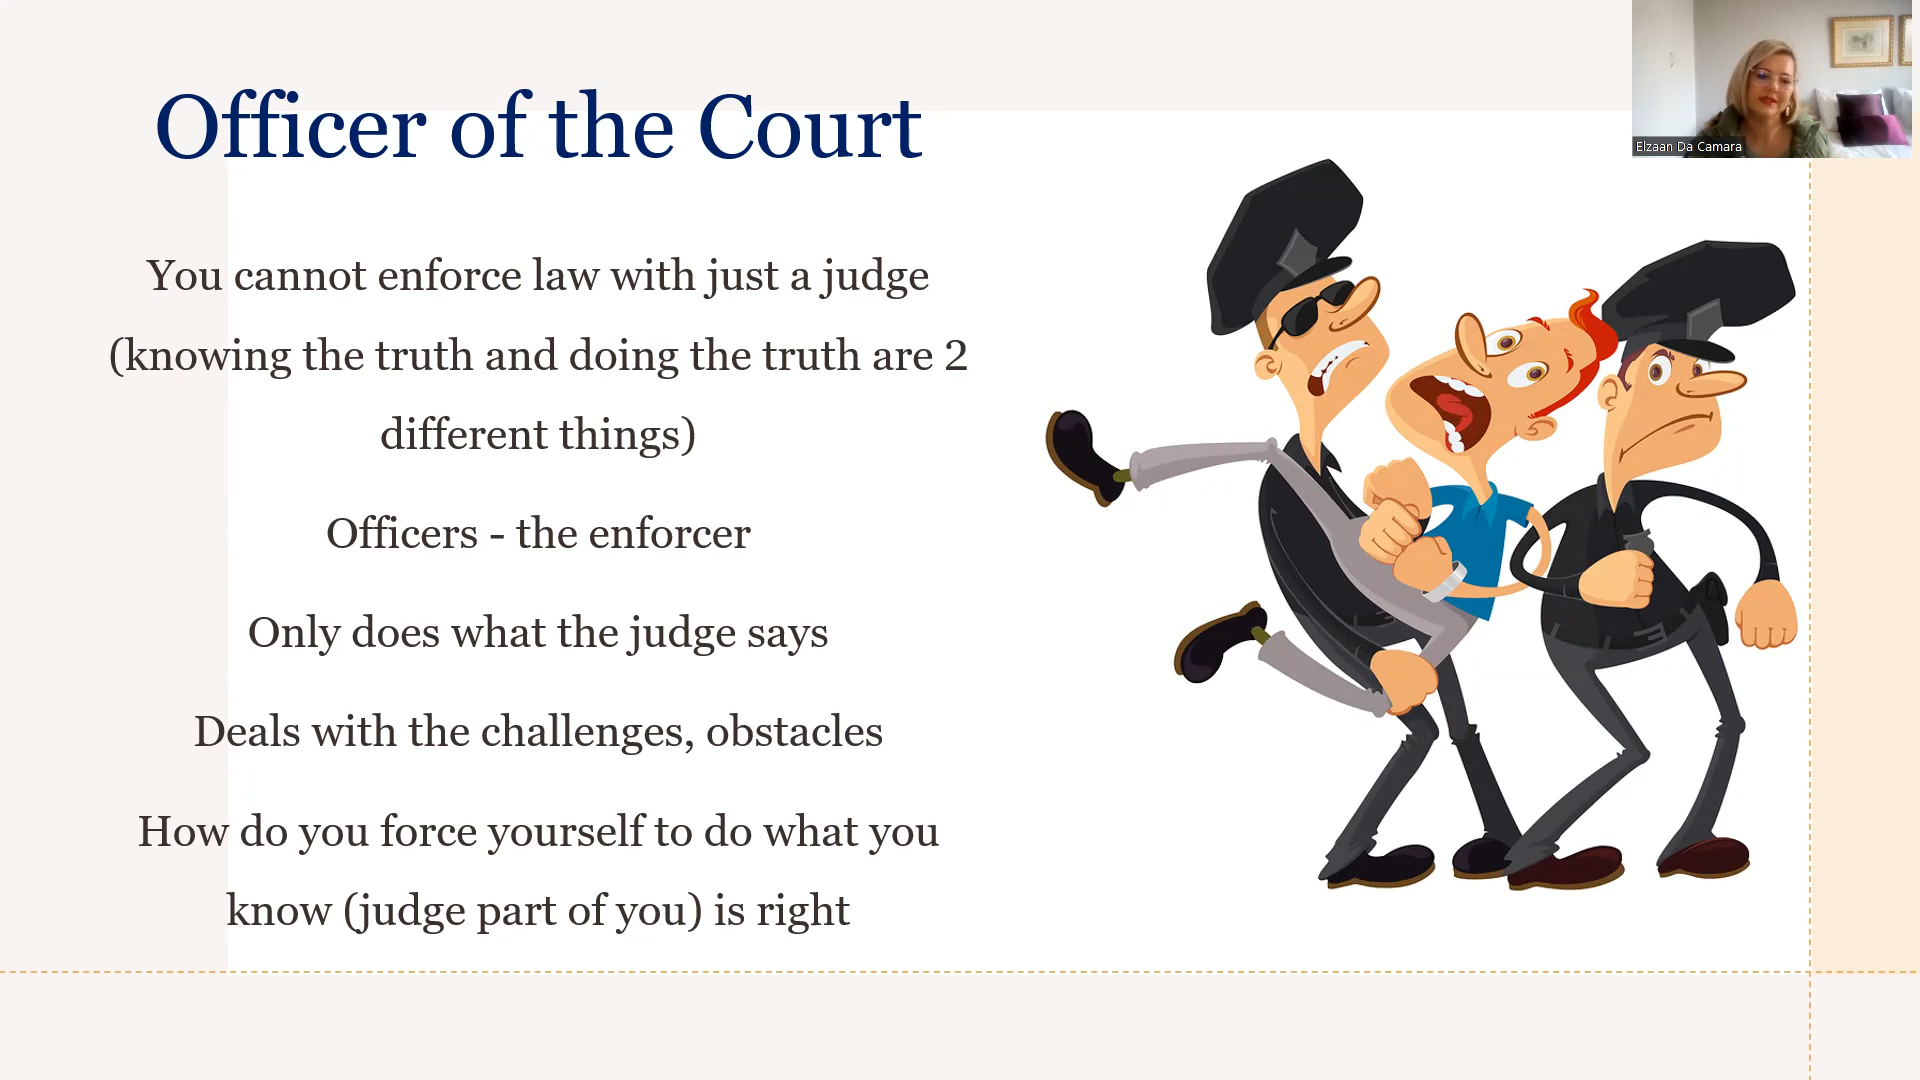 Officer of the Court
Elzaan Da Camara
You cannot enforce law with just a judge
(knowing the truth and doing the truth are 2
different things)
Officers - the enforcer
Only does what the judge says
Deals with the challenges, obstacles
How do you force yourself to do what you
know (judge part of you) is right